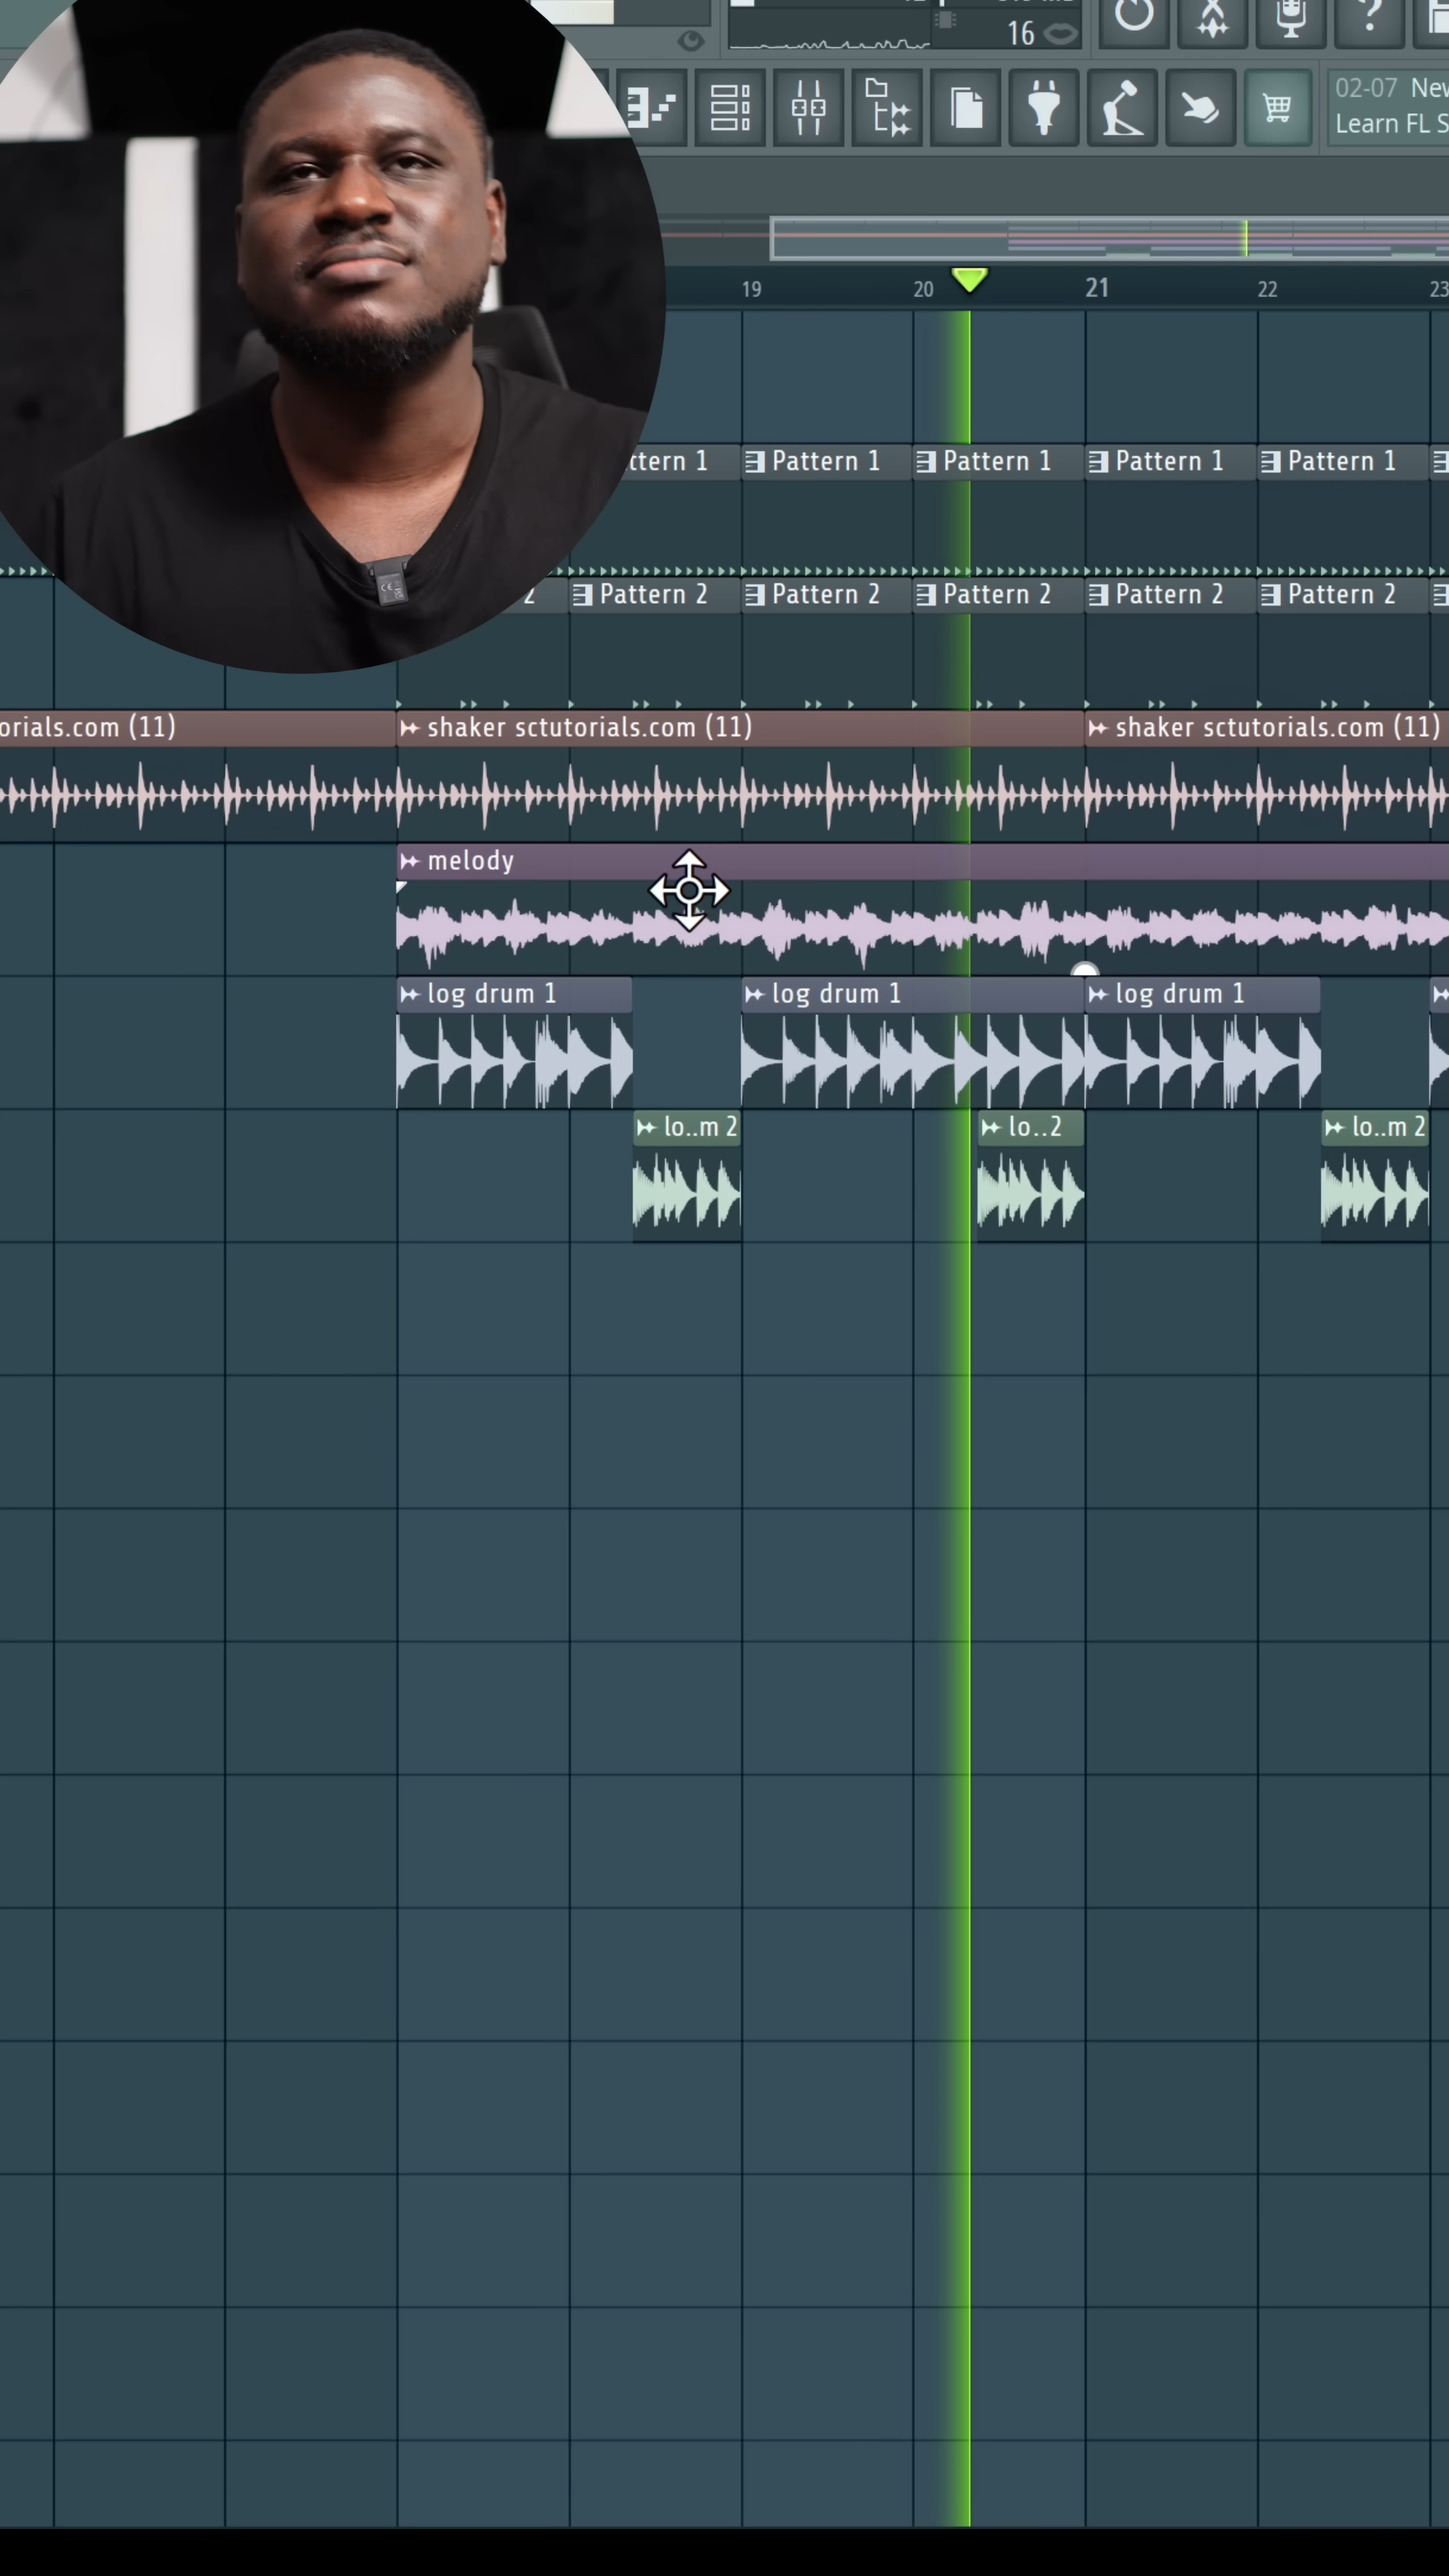 16
02-07
Learn FL S
19 20 21 22 23
ttern 1 Pattern 1 Pattern 1 Pattern 1 Pattern 1
2 Pattern 2 Pattern 2 Pattern 2 Pattern 2 Pattern 2
orials.com (11) shaker sctutorials.com (11) shaker sctutorials.com (11)
melody
log drum 1 log drum 1 log drum 1
lo..m 2 lo..2 lo..m 2